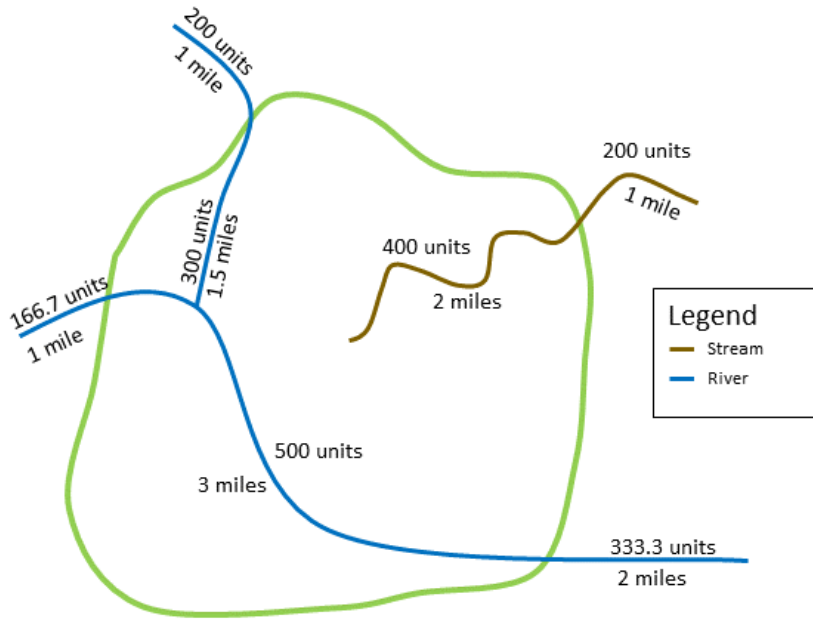 200 units
1 mile
200 units
1 mile
300 units
1.5 miles
400 units
2 miles
166.7 units
1 mile
Legend
Stream
River
500 units
3 miles
333.3 units
2 miles